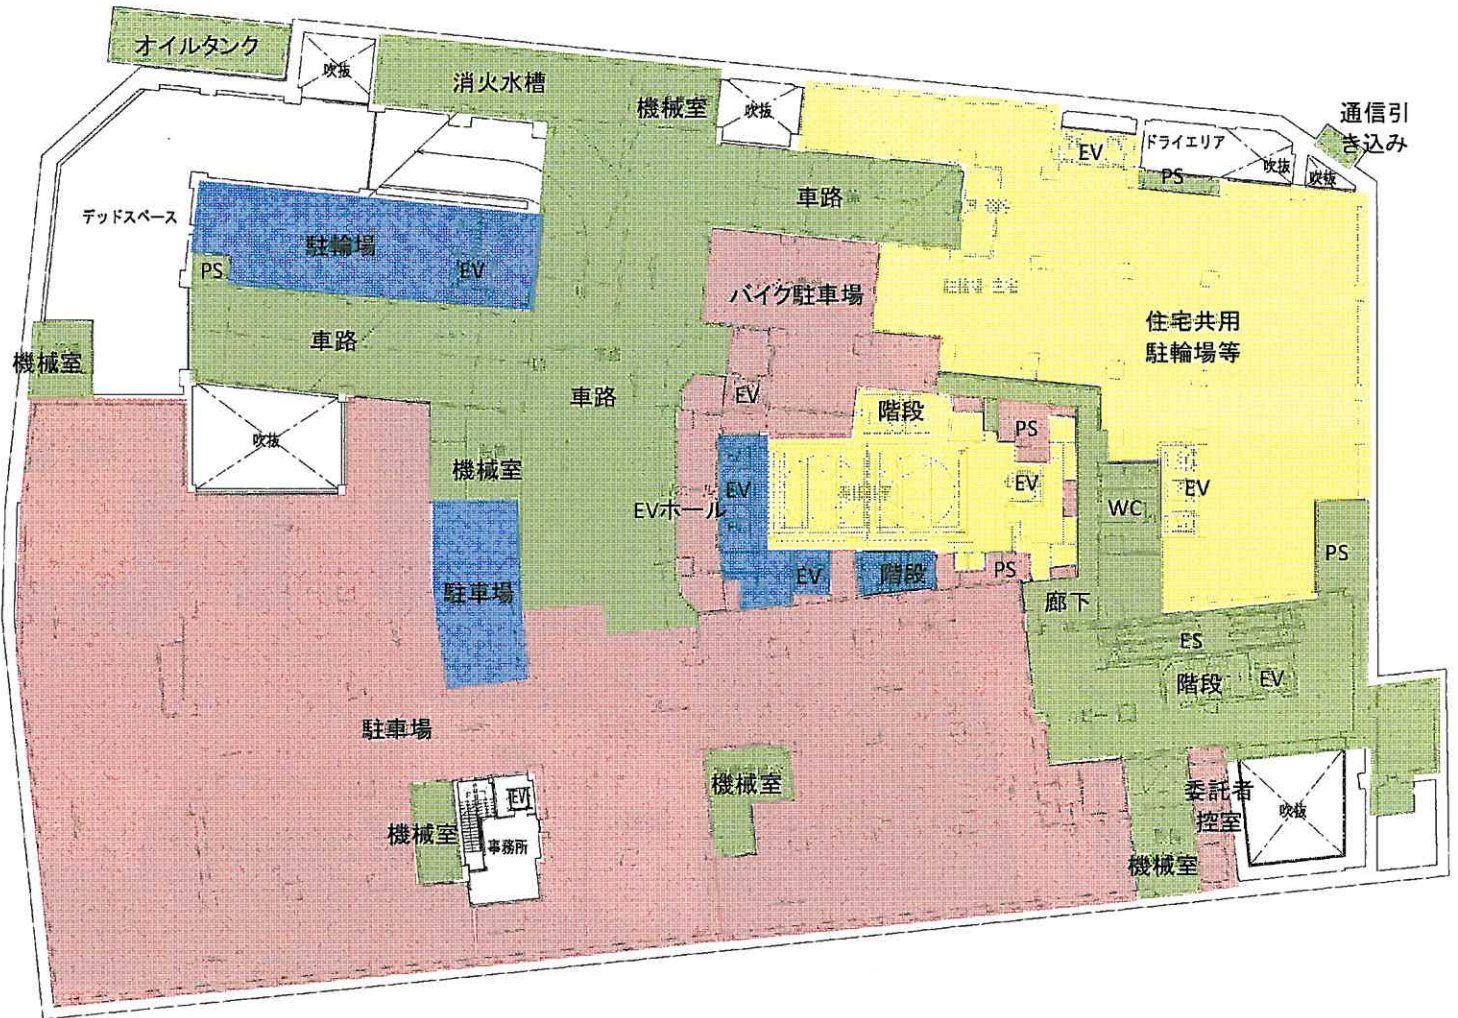 オイルタンク
吹抜
消火水槽
機械室
吹抜
通信引
き込み
ドライエリア
EV
吹抜
吹抜
PS
車路
デッドスペース
駐輪場
EV
PS
バイク駐車場
住宅共用
駐輪場等
車路
機械室
車路
EV
階段
PS
吹抜
機械室
EV
EVホール
EV
WC
EV
PS
駐車場
EV
階段
PS
廊下
ES
階段
EV
駐車場
機械室
EV
機械室
事務所
委託者
控室
吹抜
機械室